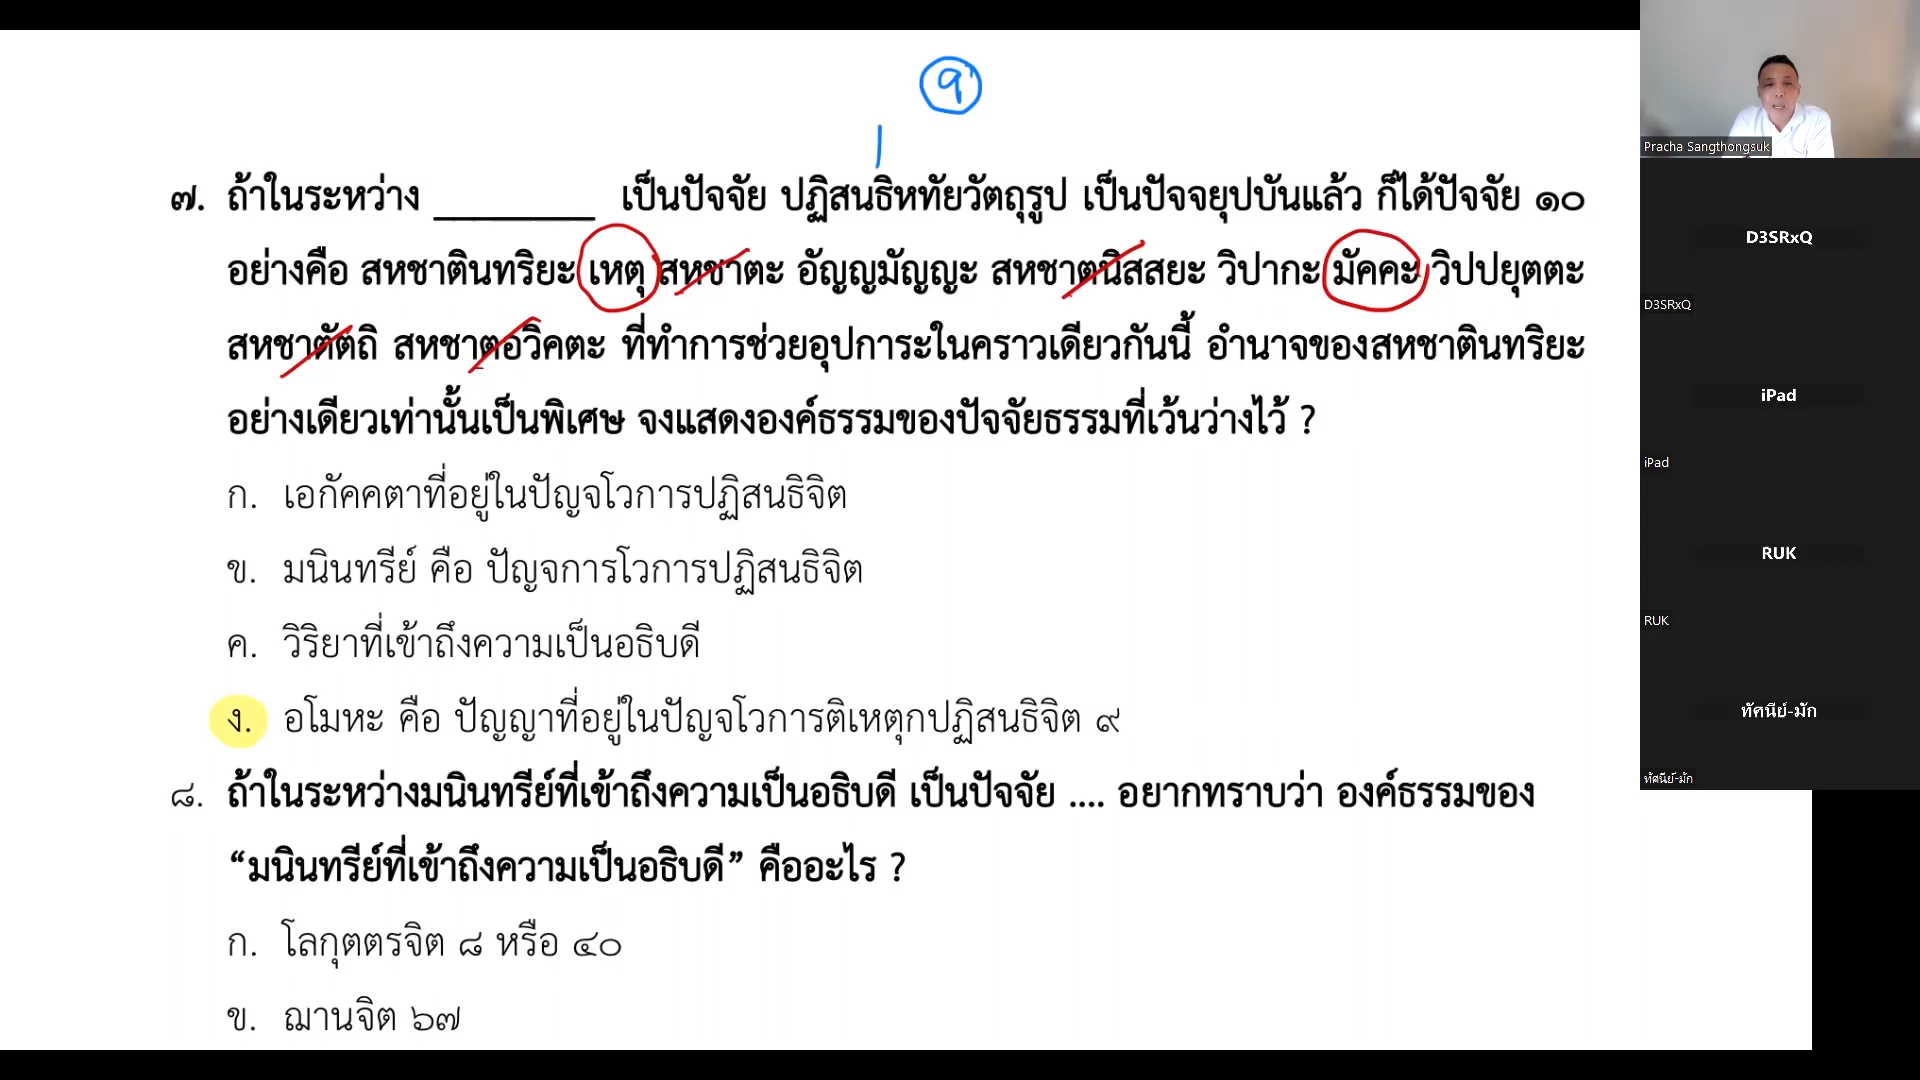 ๑
๗. ถ้าในระหว่าง ________ เป็นปัจจัย ปฏิสนธิหทัยวัตถุรูป เป็นปัจจยุปบันแล้ว ก็ได้ปัจจัย ๑๐
อย่างคือ สหชาตินทริยะ เหตุ สหชาตะ อัญญมัญญะ สหชาตนิสสยะ วิปากะ มัคคะ วิปปยุตตะ
สหชาตัตถิ สหชาตอวิคตะ ที่ทำการช่วยอุปการะในคราวเดียวกันนี้ อำนาจของสหชาตินทริยะ
อย่างเดียวเท่านั้นเป็นพิเศษ จงแสดงองค์ธรรมของปัจจัยธรรมที่เว้นว่างไว้ ?
ก. เอกัคคตาที่อยู่ในปัญจโวการปฏิสนธิจิต
ข. มนินทรีย์ คือ ปัญจการโวการปฏิสนธิจิต
ค. วิริยาที่เข้าถึงความเป็นอธิบดี
ง. อโมหะ คือ ปัญญาที่อยู่ในปัญจโวการติเหตุกปฏิสนธิจิต ๙
๘. ถ้าในระหว่างมนินทรีย์ที่เข้าถึงความเป็นอธิบดี เป็นปัจจัย .... อยากทราบว่า องค์ธรรมของ
“มนินทรีย์ที่เข้าถึงความเป็นอธิบดี” คืออะไร ?
ก. โลกุตตรจิต ๘ หรือ ๔๐
ข. ฌานจิต ๖๗
Pracha Sangthongsuk
D3SRxQ
D3SRxQ
iPad
iPad
RUK
RUK
ทัศนีย์-มัก
ทัศนีย์-มัก